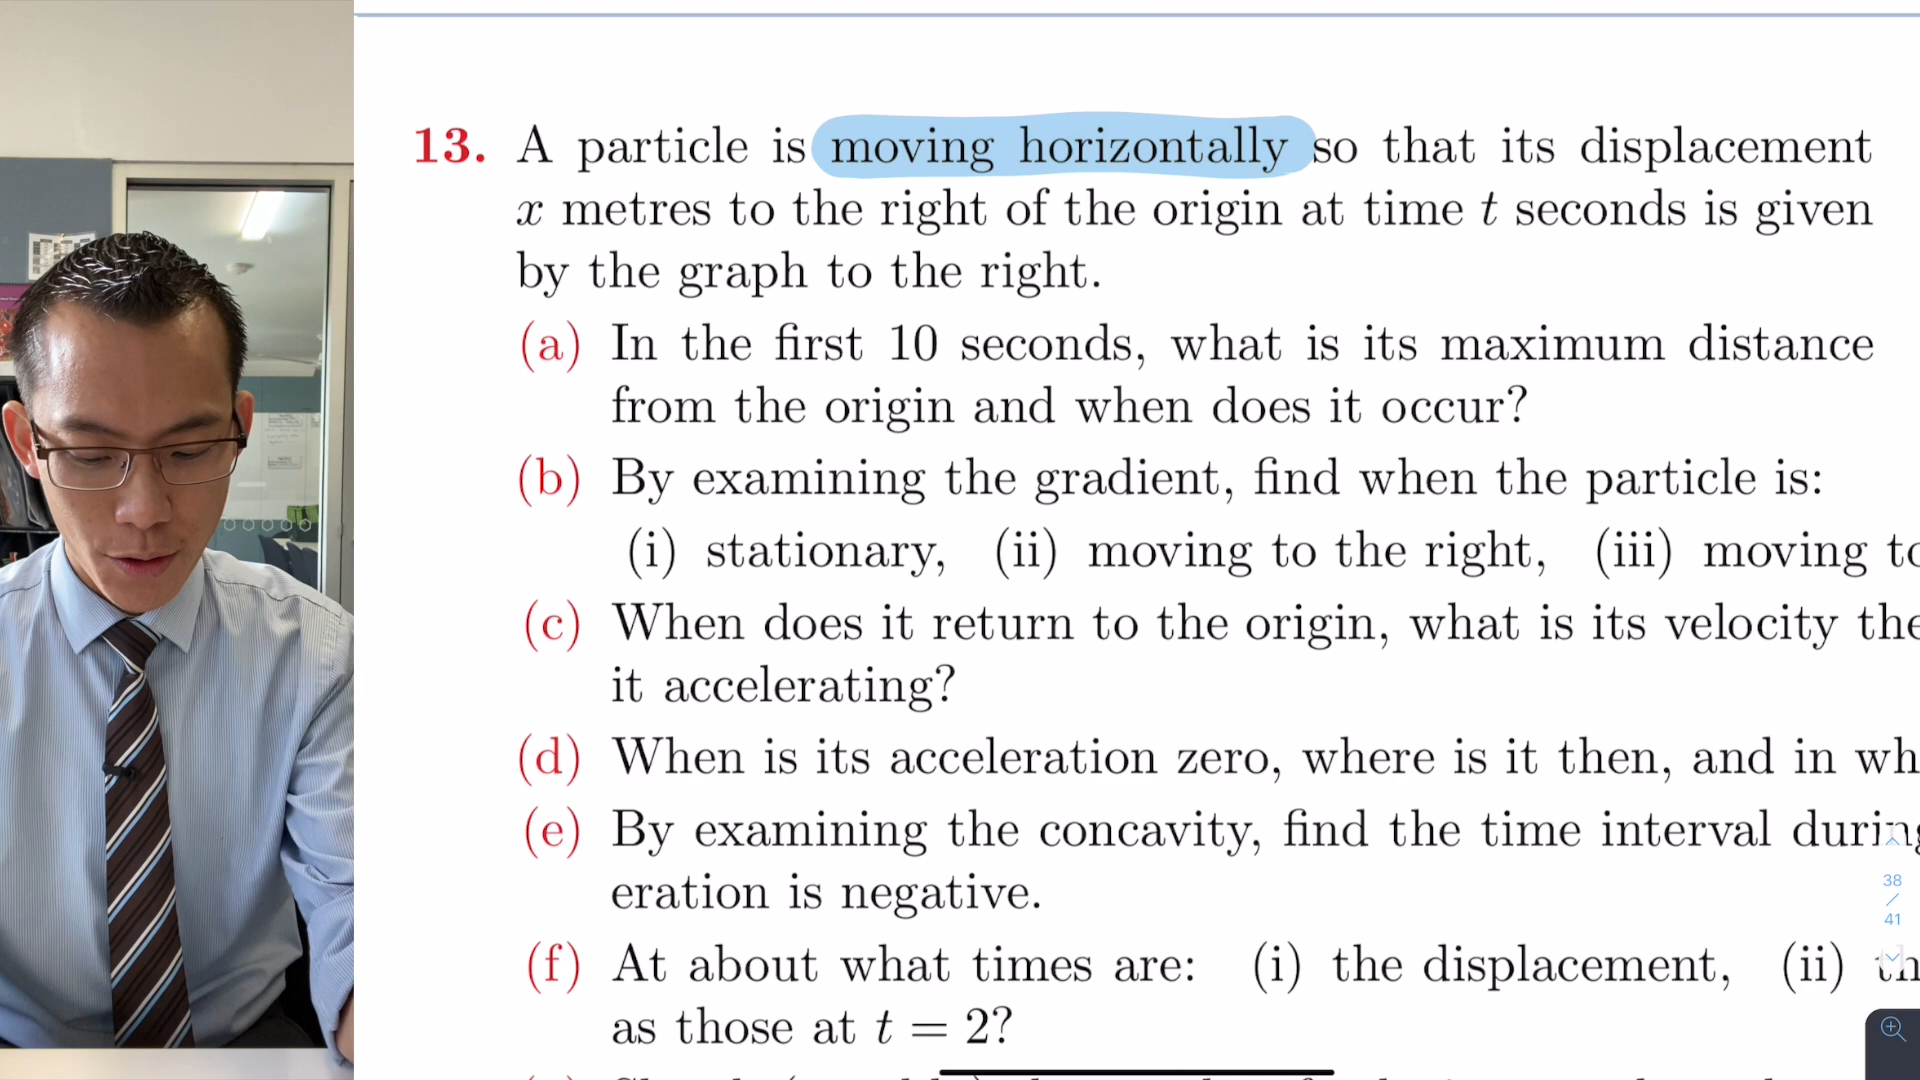 13. A particle is moving horizontally so that its displacement
x metres to the right of the origin at time t seconds is given
by the graph to the right.
(a) In the first 10 seconds, what is its maximum distance
from the origin and when does it occur?
(b) By examining the gradient, find when the particle is:
(i) stationary, (ii) moving to the right, (iii) moving to
(c) When does it return to the origin, what is its velocity the
it accelerating?
(d) When is its acceleration zero, where is it then, and in wh
(e) By examining the concavity, find the time interval during
eration is negative.
38
/
41
(f) At about what times are: (i) the displacement, (ii) th
as those at t = 2?